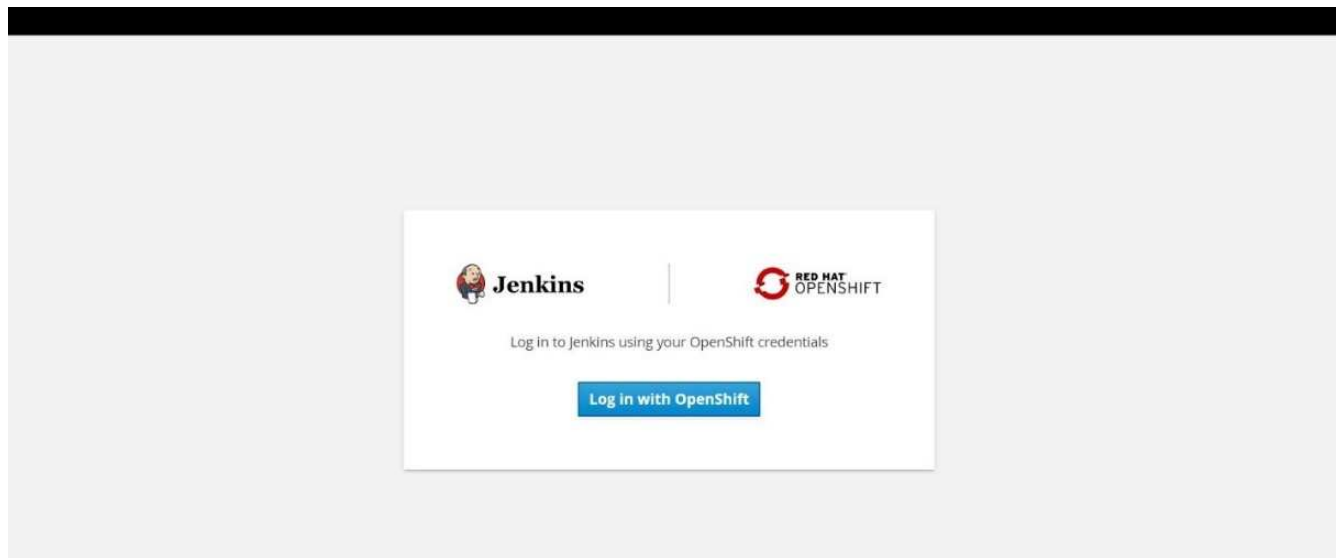 Jenkins
RED HAT
OPENSHIFT
Log in to Jenkins using your OpenShift credentials
Log in with OpenShift